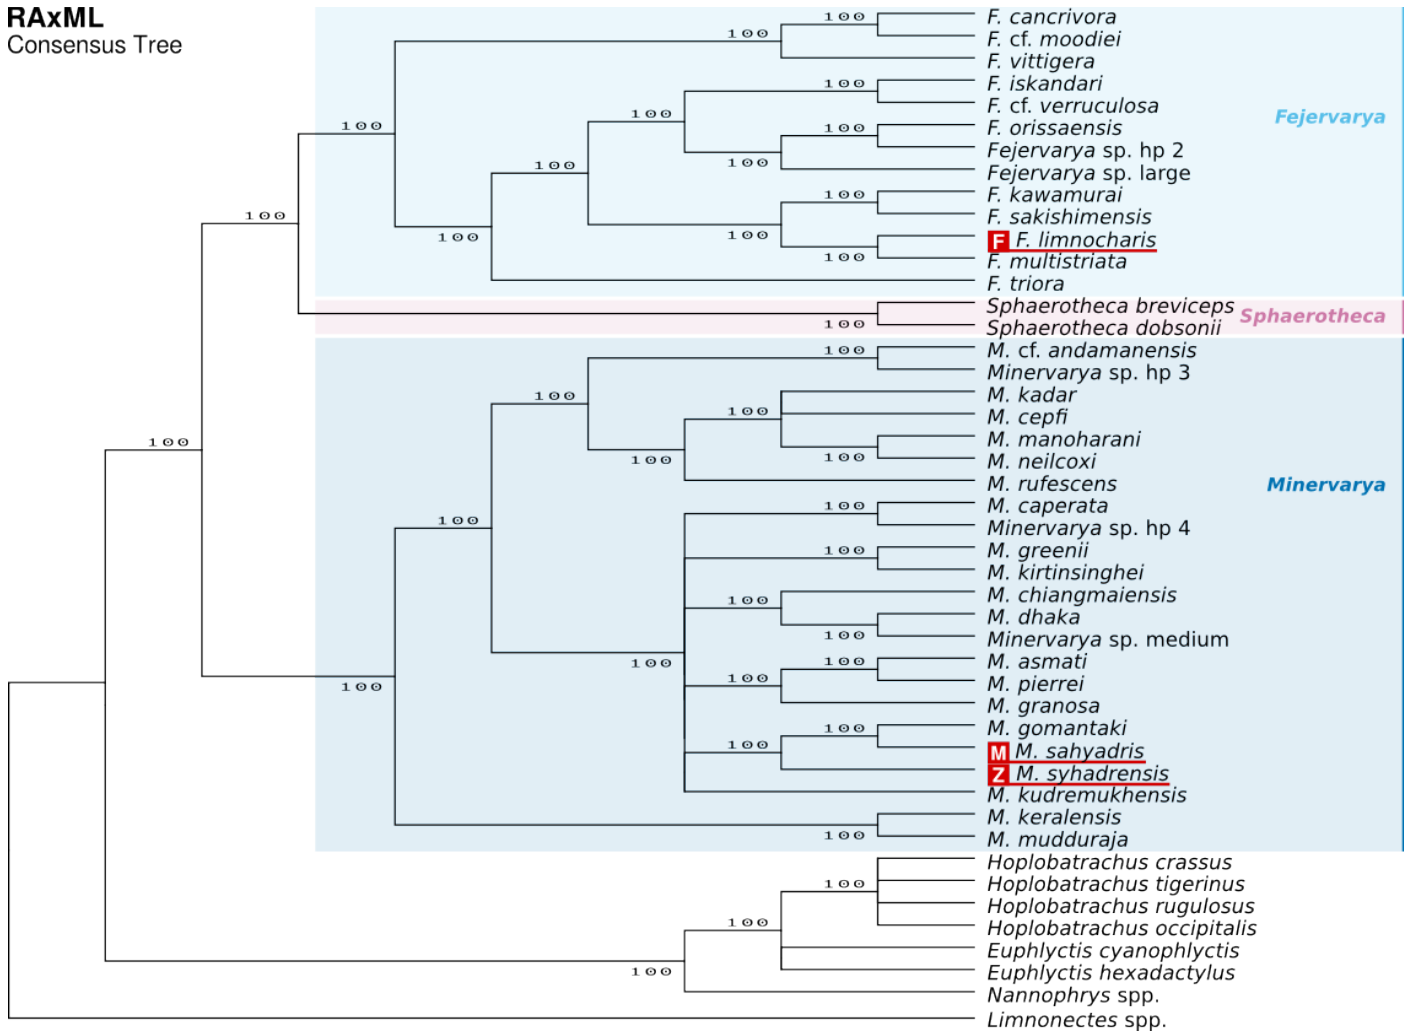 RAxML
Consensus Tree
100 F. cancrivora
100 F. cf. moodiei
F. vittigera
100 F. iskandari
100 F. cf. verruculosa
Fejervarya
100 100 F. orissaensis
100 Fejervarya sp. hp 2
100 Fejervarya sp. large
100 F. kawamurai
100 F. sakishimensis
100 100 F F. limnocharis
100 F. multistriata
F. triora
Sphaerotheca breviceps
Sphaerotheca
100 Sphaerotheca dobsonii
100 M. cf. andamanensis
Minervarya sp. hp 3
100 M. kadar
100 M. cepfi
M. manoharani
100 100 100 M. neilcoxi
M. rufescens
Minervarya
100 M. caperata
100 Minervarya sp. hp 4
100 M. greenii
M. kirtinsinghei
100 M. chiangmaiensis
M. dhaka
100 Minervarya sp. medium
100 100 M. asmati
100 100 M. pierrei
M. granosa
100 M. gomantaki
100 M M. sahyadris
Z M. syhadrensis
M. kudremukhensis
M. keralensis
100 M. mudduraja
Hoplobatrachus crassus
100 Hoplobatrachus tigerinus
Hoplobatrachus rugulosus
100 Hoplobatrachus occipitalis
Euphlyctis cyanophlyctis
100 Euphlyctis hexadactylus
Nannophrys spp.
Limnonectes spp.